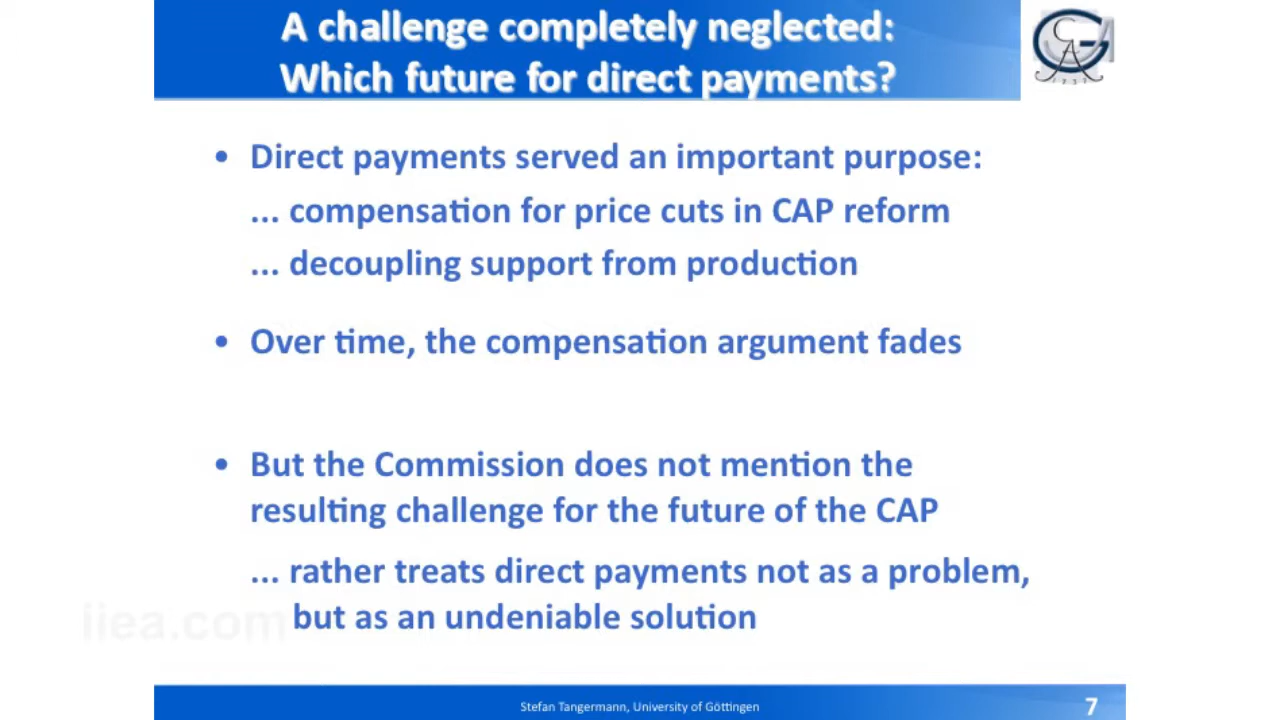 A challenge completely neglected:
Which future for direct payments?
• Direct payments served an important purpose:
... compensation for price cuts in CAP reform
... decoupling support from production
• Over time, the compensation argument fades
• But the Commission does not mention the
resulting challenge for the future of the CAP
... rather treats direct payments not as a problem,
but as an undeniable solution
iiea.com
Stefan Tangermann, University of Göttingen
7